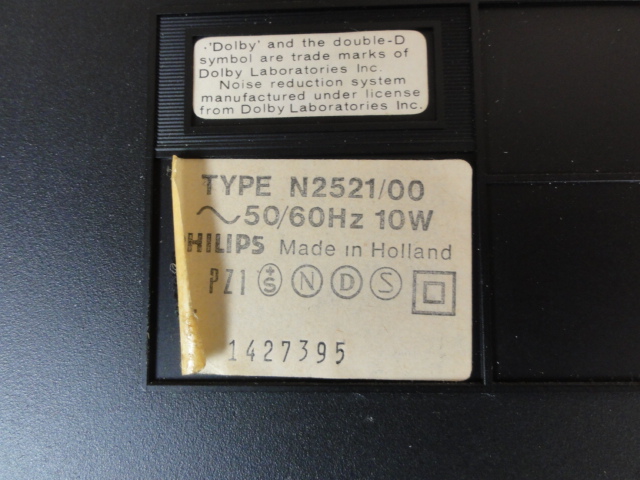 ·'Dolby' and the double-D
symbol are trade marks of
Dolby Laboratories Inc.
Noise reduction system
manufactured under license
from Dolby Laboratories Inc.
TYPE N2521/00
~50/60Hz 10W
PHILIPS Made in Holland
PZ1 +S N D S
1427395